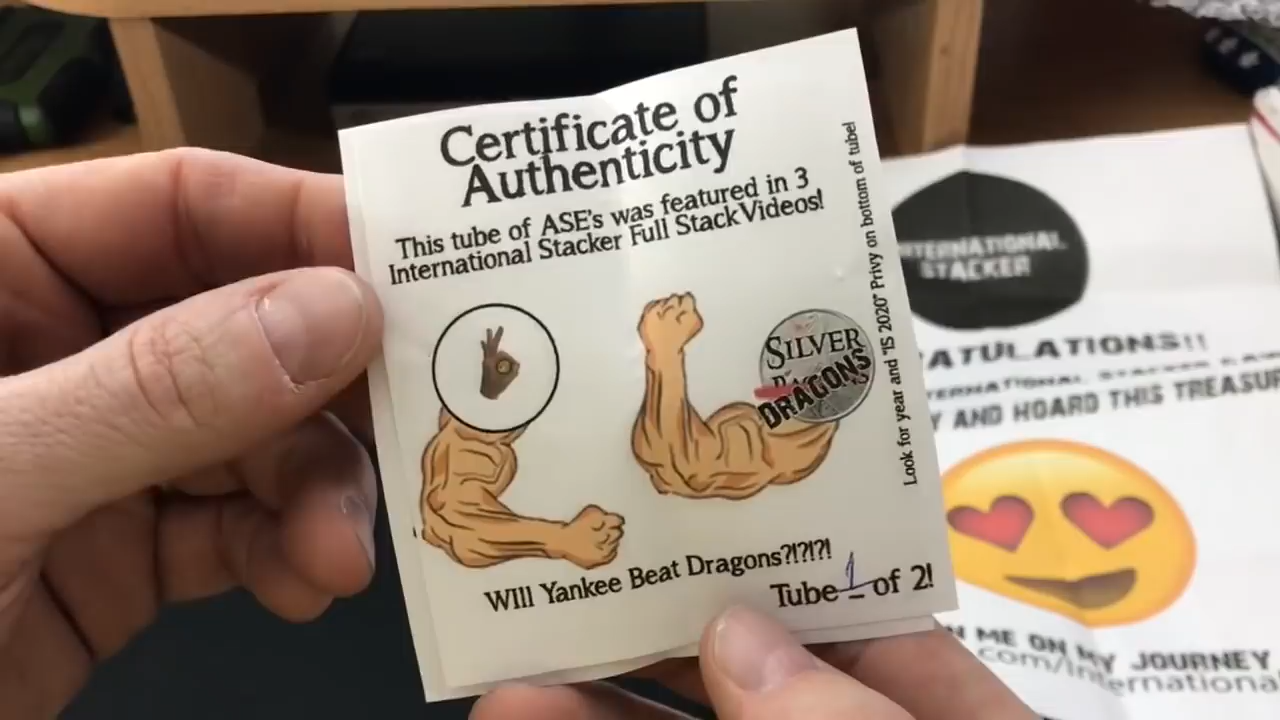 Certificate of
Authenticity
This tube of ASE's was featured in 3
International Stacker Full Stack Videos!
Look for year and "IS 2020" Privy on bottom of tube!
SILVER
DRAGONS
WIll Yankee Beat Dragons?!?!?!
Tube 1 of 2!
INTERNATIONAL
STACKER
ATULATIONS!!
AND HOARD THIS TREASUR
ME ON MY JOURNEY
.com/International